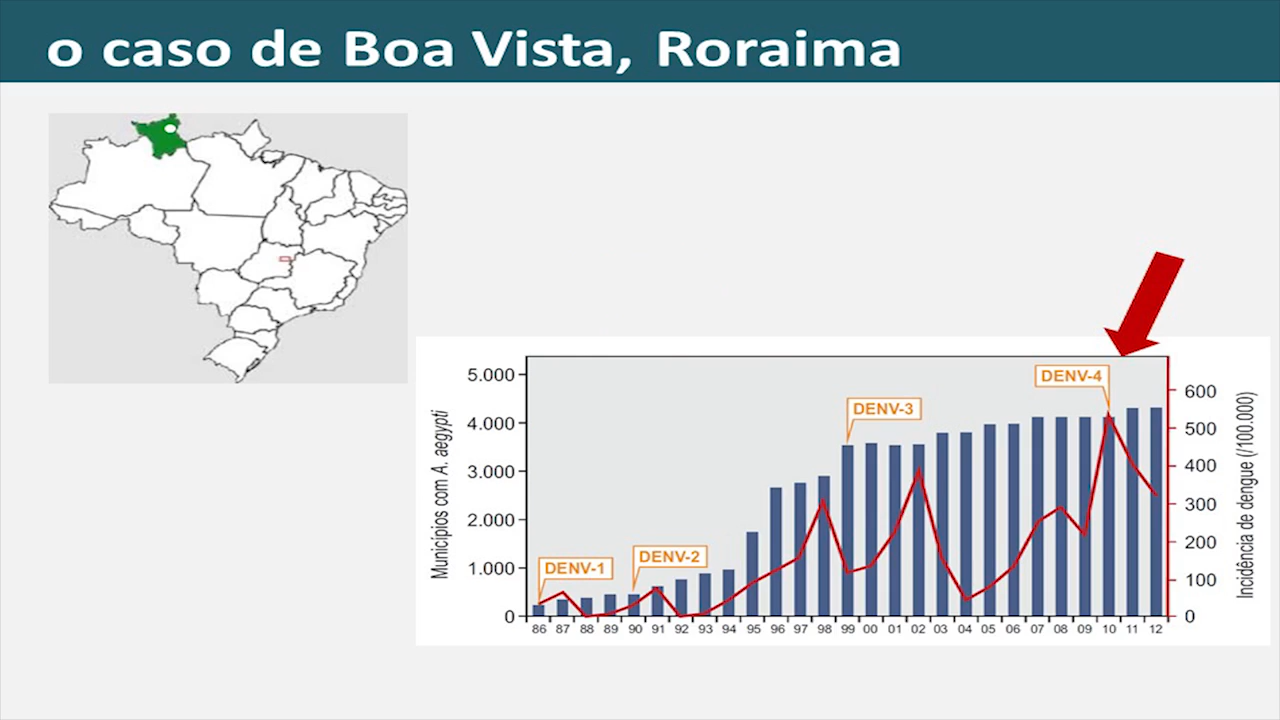 o caso de Boa Vista, Roraima
Municípios com A. aegypti
5.000
4.000
3.000
2.000
1.000
0
DENV-1
DENV-2
DENV-3
DENV-4
600
500
400
300
200
100
0
Incidência de dengue (/100.000)
86 87 88 89 90 91 92 93 94 95 96 97 98 99 00 01 02 03 04 05 06 07 08 09 10 11 12